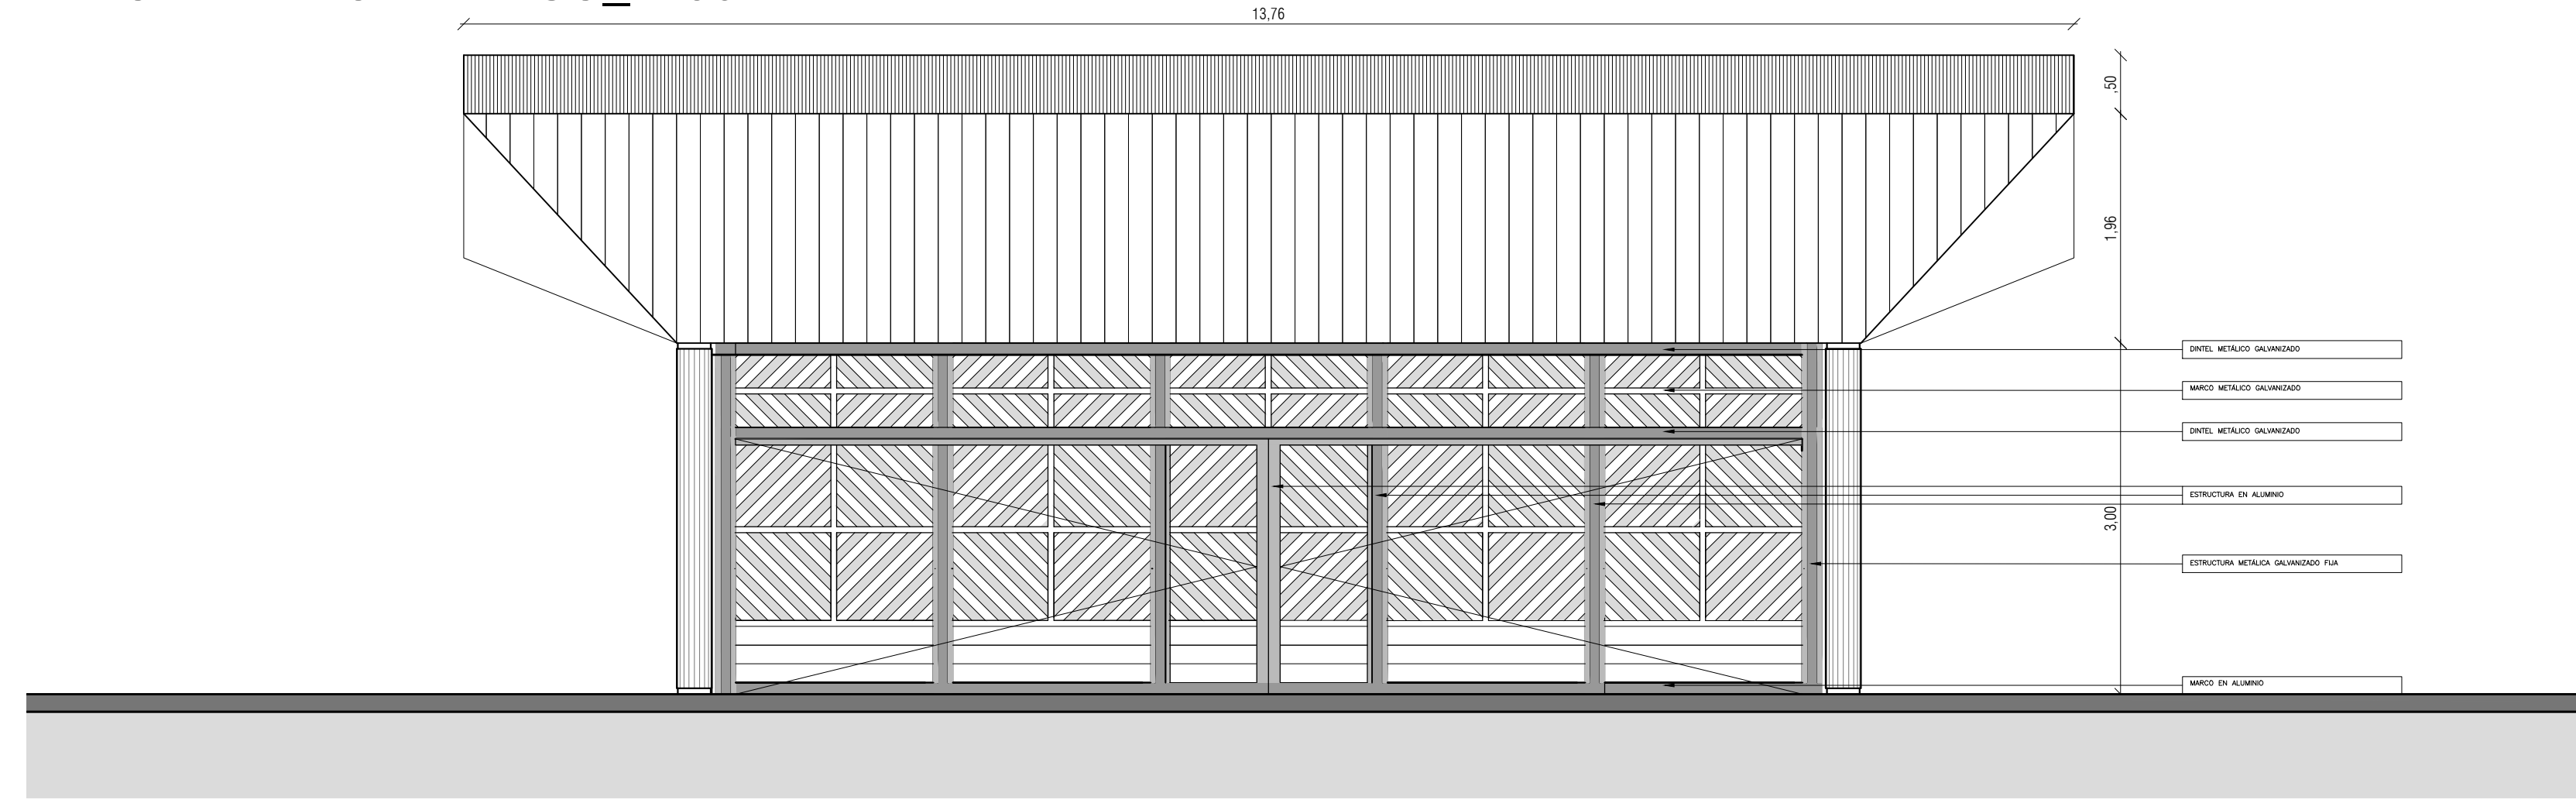 13,76
,50
1,96
3,00
DINTEL METÁLICO GALVANIZADO
MARCO METÁLICO GALVANIZADO
DINTEL METÁLICO GALVANIZADO
ESTRUCTURA EN ALUMINIO
ESTRUCTURA METÁLICA GALVANIZADO FIJA
MARCO EN ALUMINIO